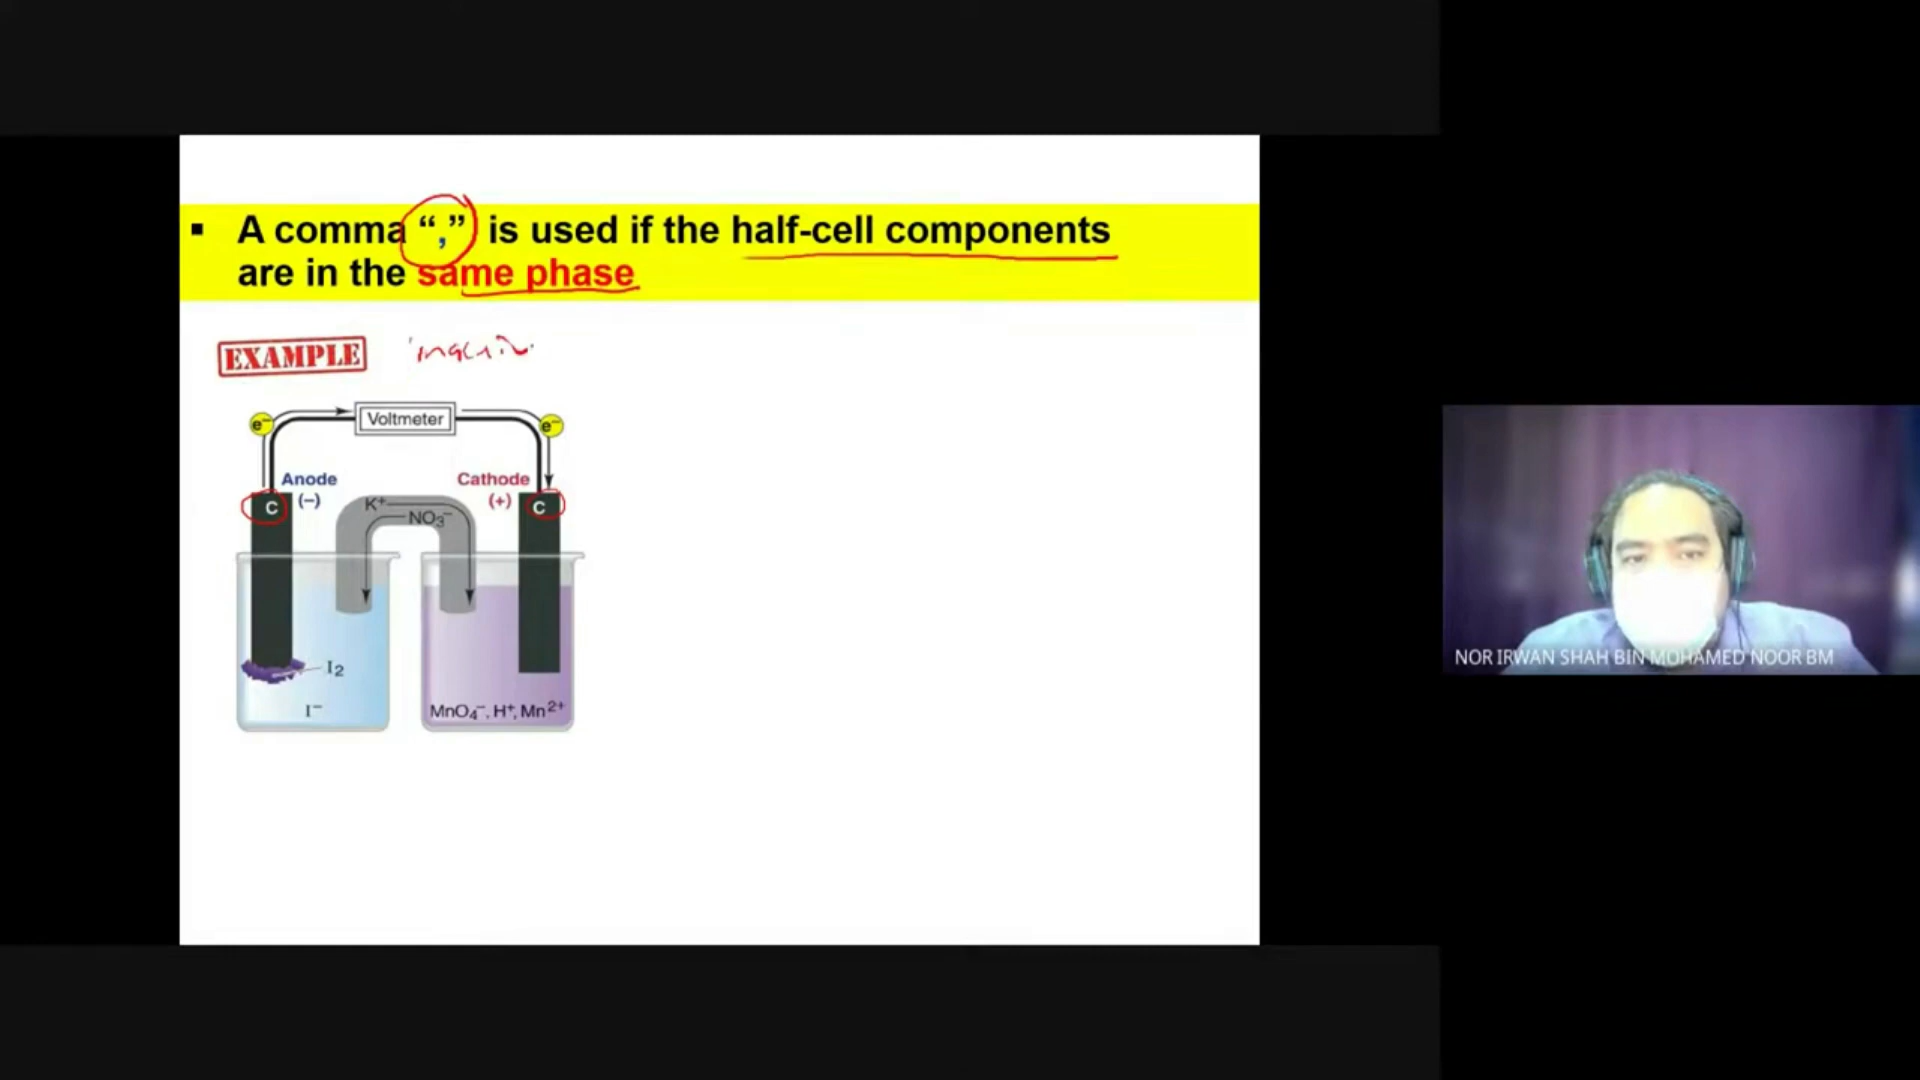 ▪ A comma “,” is used if the half-cell components
are in the same phase
EXAMPLE
e⁻ Voltmeter e⁻
Anode Cathode
(−) (+)
C K⁺ C
NO₃⁻
I₂
I⁻ MnO₄⁻, H⁺, Mn²⁺
NOR IRWAN SHAH BIN MOHAMED NOOR BM